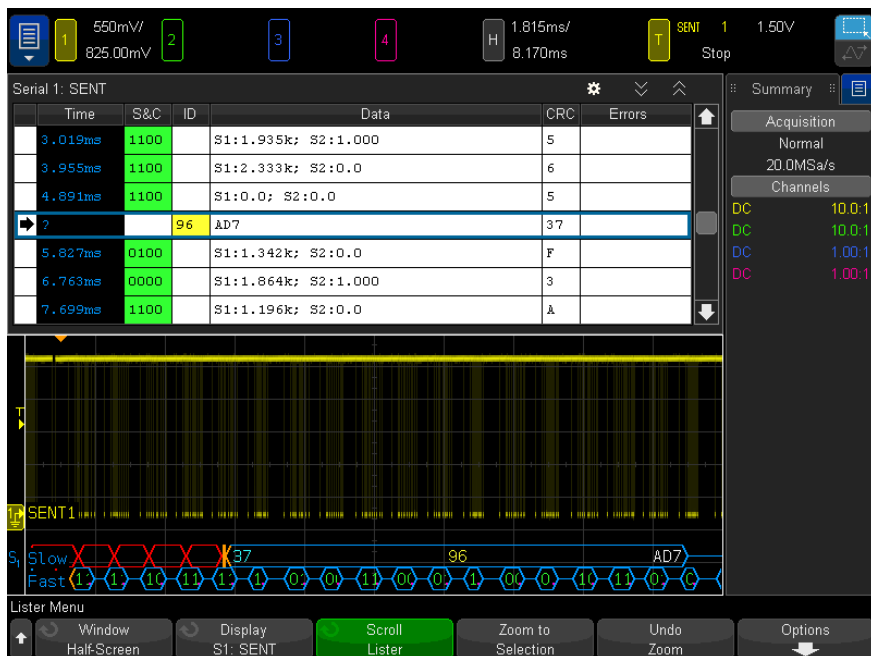 1 550mV/ 2 3 4 H 1.815ms/ T SENT 1 1.50V
825.00mV 8.170ms Stop
Serial 1: SENT
Time S&C ID Data CRC Errors
3.019ms 1100 S1:1.935k; S2:1.000 5
3.955ms 1100 S1:2.333k; S2:0.0 6
4.891ms 1100 S1:0.0; S2:0.0 5
? 96 AD7 37
5.827ms 0100 S1:1.342k; S2:0.0 F
6.763ms 0000 S1:1.864k; S2:1.000 3
7.699ms 1100 S1:1.196k; S2:0.0 A
Summary
Acquisition
Normal
20.0MSa/s
Channels
DC 10.0:1
DC 10.0:1
DC 1.00:1
DC 1.00:1
T
SENT1
S1 Slow 37 96 AD7
Fast
Lister Menu
Window Display Scroll Zoom to Undo Options
Half-Screen S1: SENT Lister Selection Zoom